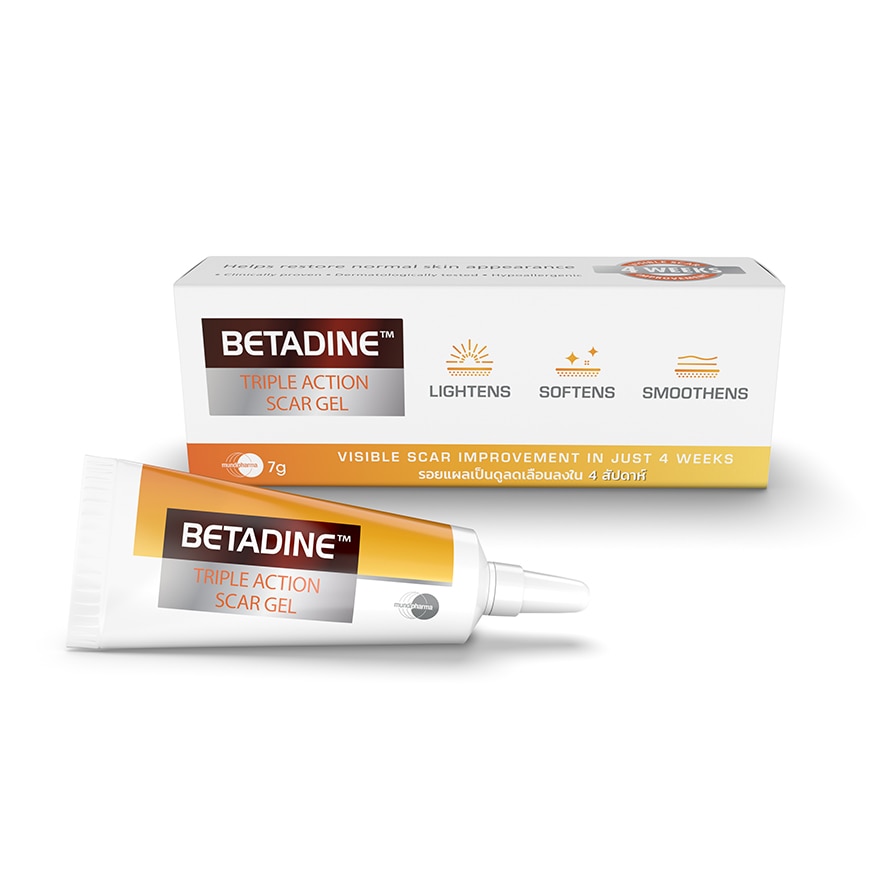 Helps restore normal skin appearance
• Clinically proven • Dermatologically tested • Hypoallergenic
VISIBLE SCAR
4 WEEKS
IMPROVEMENT
BETADINE™
TRIPLE ACTION
SCAR GEL
LIGHTENS
SOFTENS
SMOOTHENS
mundipharma
7g
VISIBLE SCAR IMPROVEMENT IN JUST 4 WEEKS
รอยแผลเป็นดูลดเลือนลงใน 4 สัปดาห์
BETADINE™
TRIPLE ACTION
SCAR GEL
mundipharma